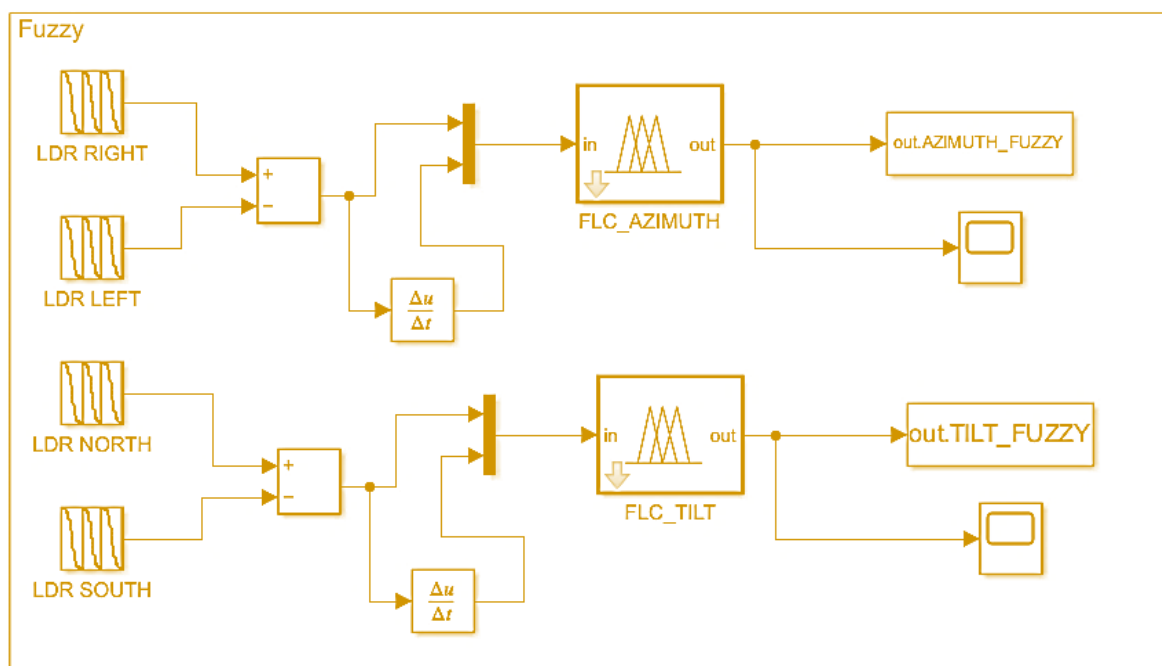 Fuzzy
LDR RIGHT
+
−
LDR LEFT
Δu
Δt
in
out
FLC_AZIMUTH
out.AZIMUTH_FUZZY
LDR NORTH
+
−
LDR SOUTH
Δu
Δt
in
out
FLC_TILT
out.TILT_FUZZY